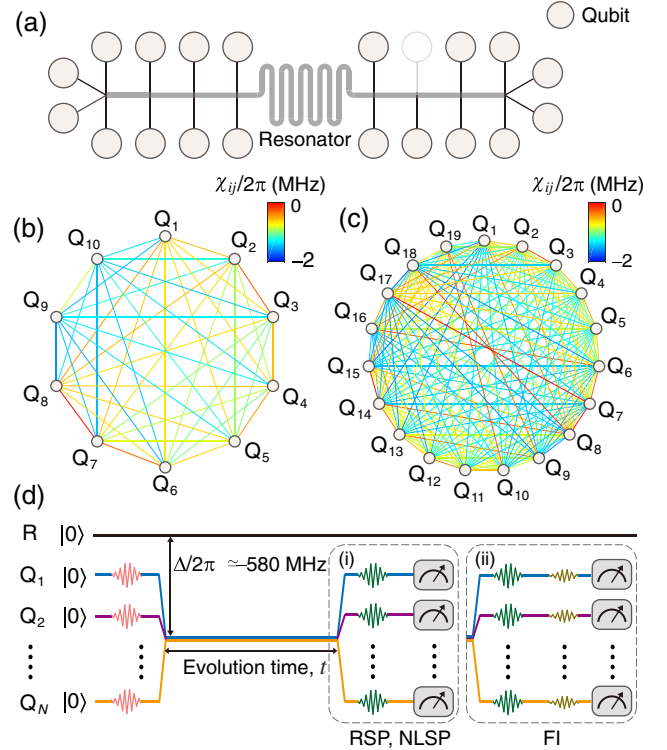 (a)
Qubit
Resonator
χij/2π (MHz)
0
−2
(b)
Q1
Q2
Q3
Q4
Q5
Q6
Q7
Q8
Q9
Q10
χij/2π (MHz)
0
−2
(c)
Q1
Q2
Q3
Q4
Q5
Q6
Q7
Q8
Q9
Q10
Q11
Q12
Q13
Q14
Q15
Q16
Q17
Q18
Q19
(d)
R |0⟩
Δ/2π ≃−580 MHz
Q1 |0⟩
Q2 |0⟩
QN |0⟩
Evolution time, t
(i)
(ii)
RSP, NLSP
FI